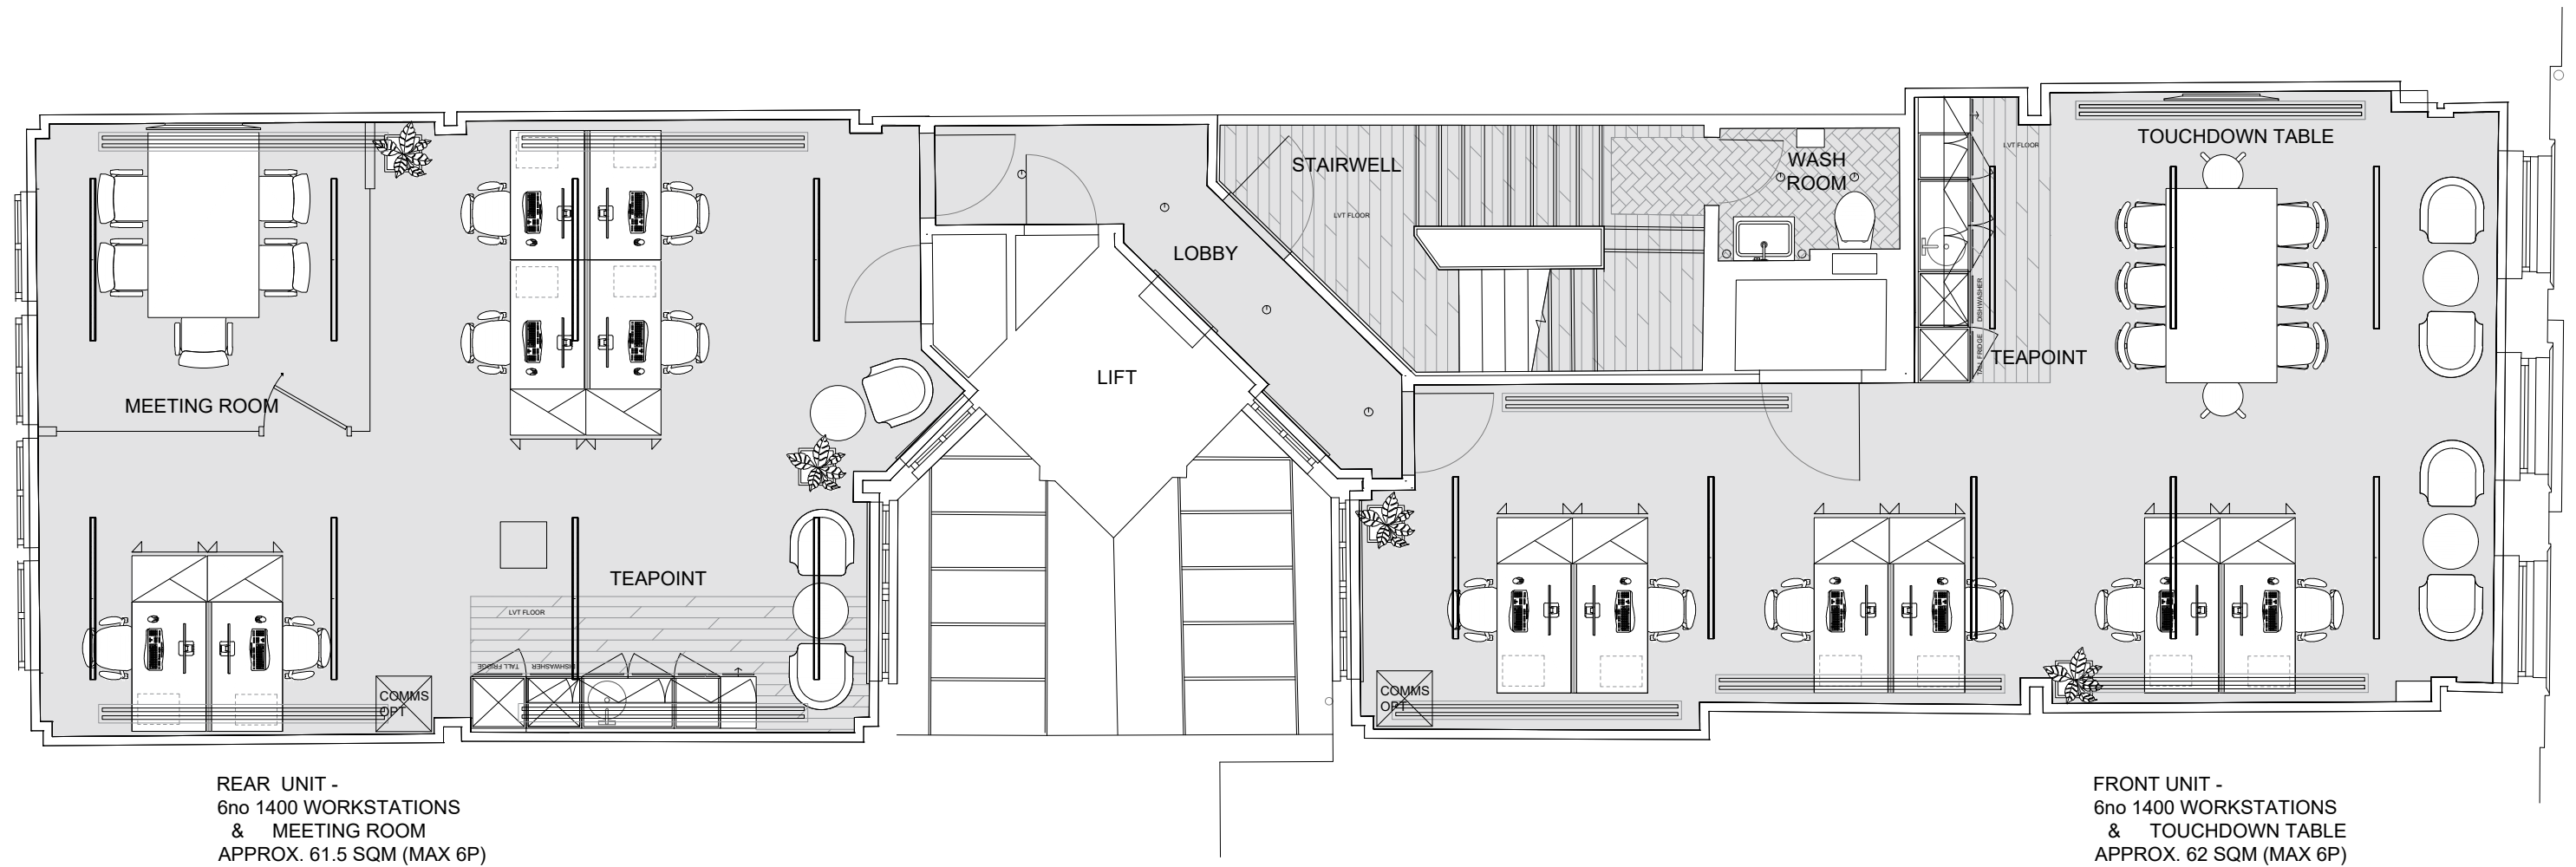 TOUCHDOWN TABLE
STAIRWELL
WASH
ROOM
LVT FLOOR
LVT FLOOR
LOBBY
DISHWASHER
TALL FRIDGE
TEAPOINT
LIFT
MEETING ROOM
TEAPOINT
LVT FLOOR
TALL FRIDGE
DISHWASHER
COMMS
OPT
COMMS
OPT
REAR UNIT -
6no 1400 WORKSTATIONS
& MEETING ROOM
APPROX. 61.5 SQM (MAX 6P)
FRONT UNIT -
6no 1400 WORKSTATIONS
& TOUCHDOWN TABLE
APPROX. 62 SQM (MAX 6P)